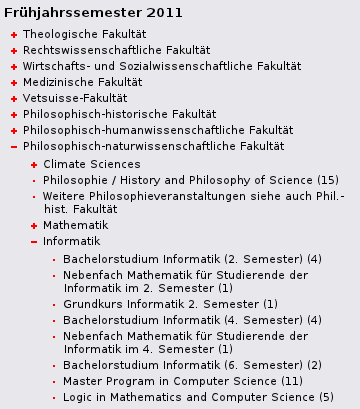 Frühjahrssemester 2011
Theologische Fakultät
Rechtswissenschaftliche Fakultät
Wirtschafts- und Sozialwissenschaftliche Fakultät
Medizinische Fakultät
Vetsuisse-Fakultät
Philosophisch-historische Fakultät
Philosophisch-humanwissenschaftliche Fakultät
Philosophisch-naturwissenschaftliche Fakultät
Climate Sciences
Philosophie / History and Philosophy of Science (15)
Weitere Philosophieveranstaltungen siehe auch Phil.-
hist. Fakultät
Mathematik
Informatik
Bachelorstudium Informatik (2. Semester) (4)
Nebenfach Mathematik für Studierende der
Informatik im 2. Semester (1)
Grundkurs Informatik 2. Semester (1)
Bachelorstudium Informatik (4. Semester) (4)
Nebenfach Mathematik für Studierende der
Informatik im 4. Semester (1)
Bachelorstudium Informatik (6. Semester) (2)
Master Program in Computer Science (11)
Logic in Mathematics and Computer Science (5)